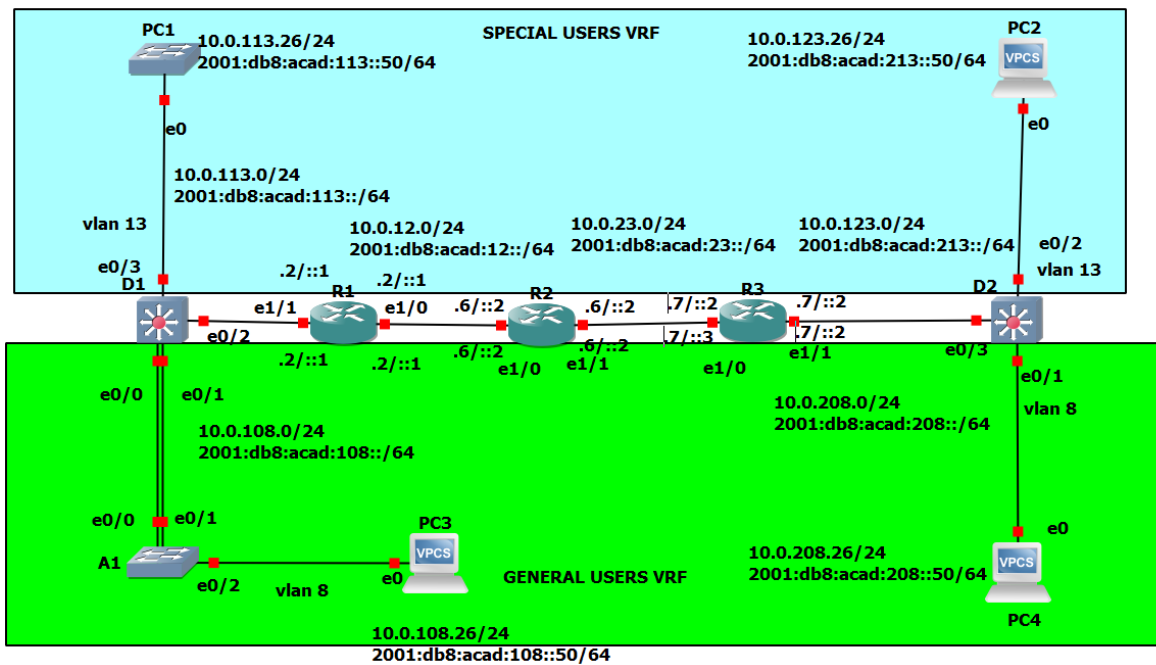 PC1
10.0.113.26/24
2001:db8:acad:113::50/64
SPECIAL USERS VRF
10.0.123.26/24
2001:db8:acad:213::50/64
PC2
VPCS
e0
e0
10.0.113.0/24
2001:db8:acad:113::/64
vlan 13
10.0.12.0/24
2001:db8:acad:12::/64
10.0.23.0/24
2001:db8:acad:23::/64
10.0.123.0/24
2001:db8:acad:213::/64
e0/2
vlan 13
e0/3
D1
.2/::1
.2/::1
R1
e1/1
e1/0
.6/::2
R2
.6/::2
.7/::2
R3
.7/::2
D2
e0/2
.2/::1
.2/::1
.6/::2
e1/0
.6/::2
e1/1
.7/::3
e1/0
.7/::2
e1/1
e0/3
e0/0
e0/1
e0/1
vlan 8
10.0.108.0/24
2001:db8:acad:108::/64
10.0.208.0/24
2001:db8:acad:208::/64
e0/0
e0/1
A1
e0/2
vlan 8
PC3
VPCS
e0
GENERAL USERS VRF
10.0.208.26/24
2001:db8:acad:208::50/64
e0
VPCS
PC4
10.0.108.26/24
2001:db8:acad:108::50/64